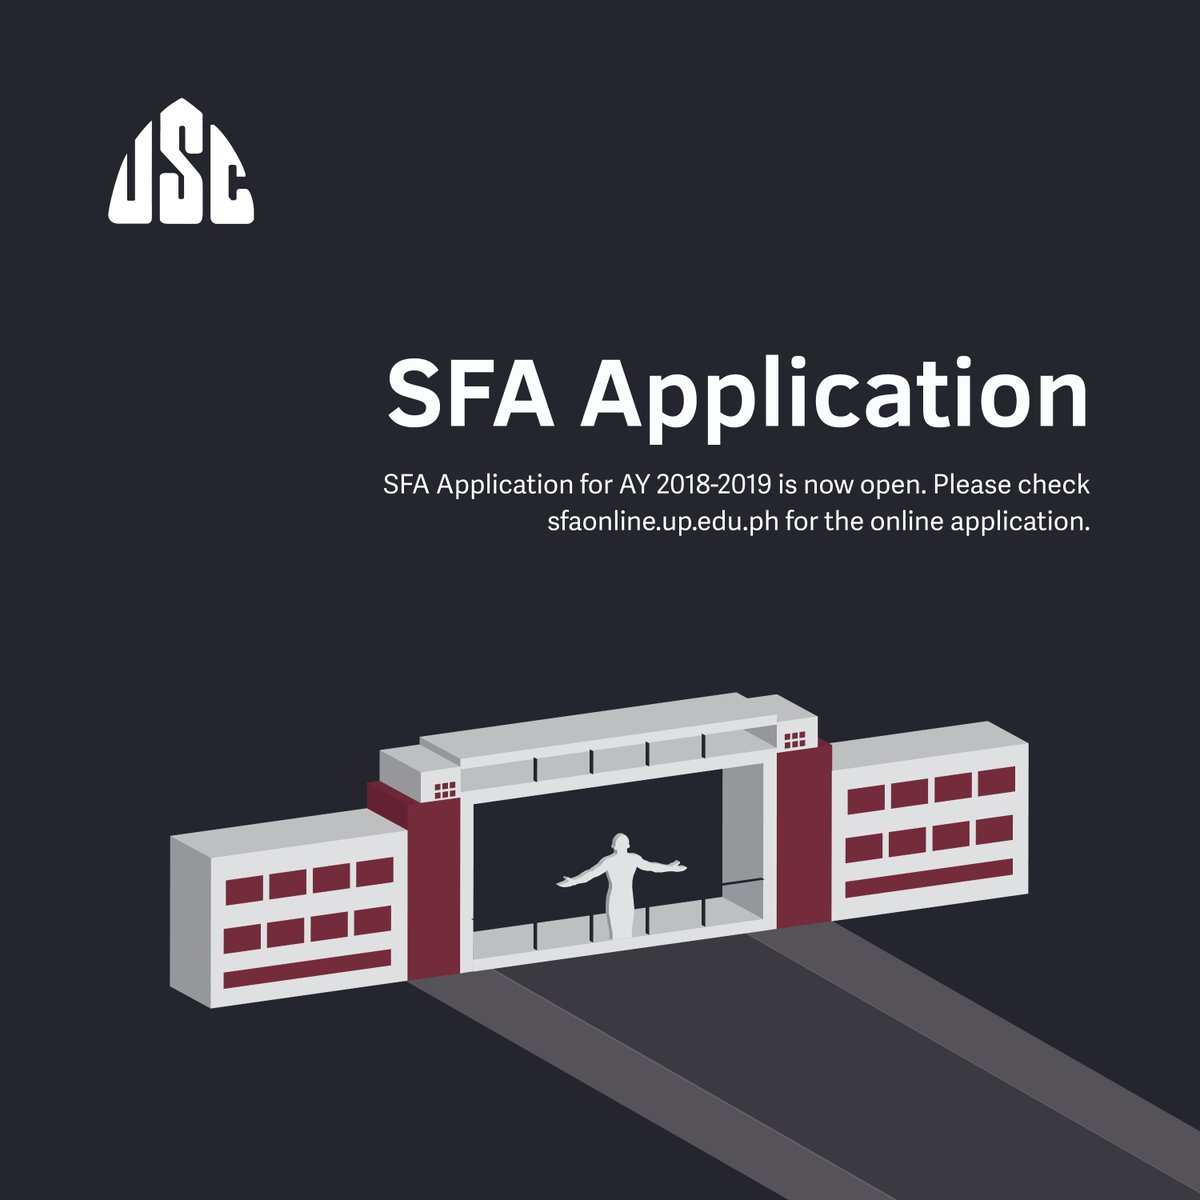 USC
SFA Application
SFA Application for AY 2018-2019 is now open. Please check
sfaonline.up.edu.ph for the online application.